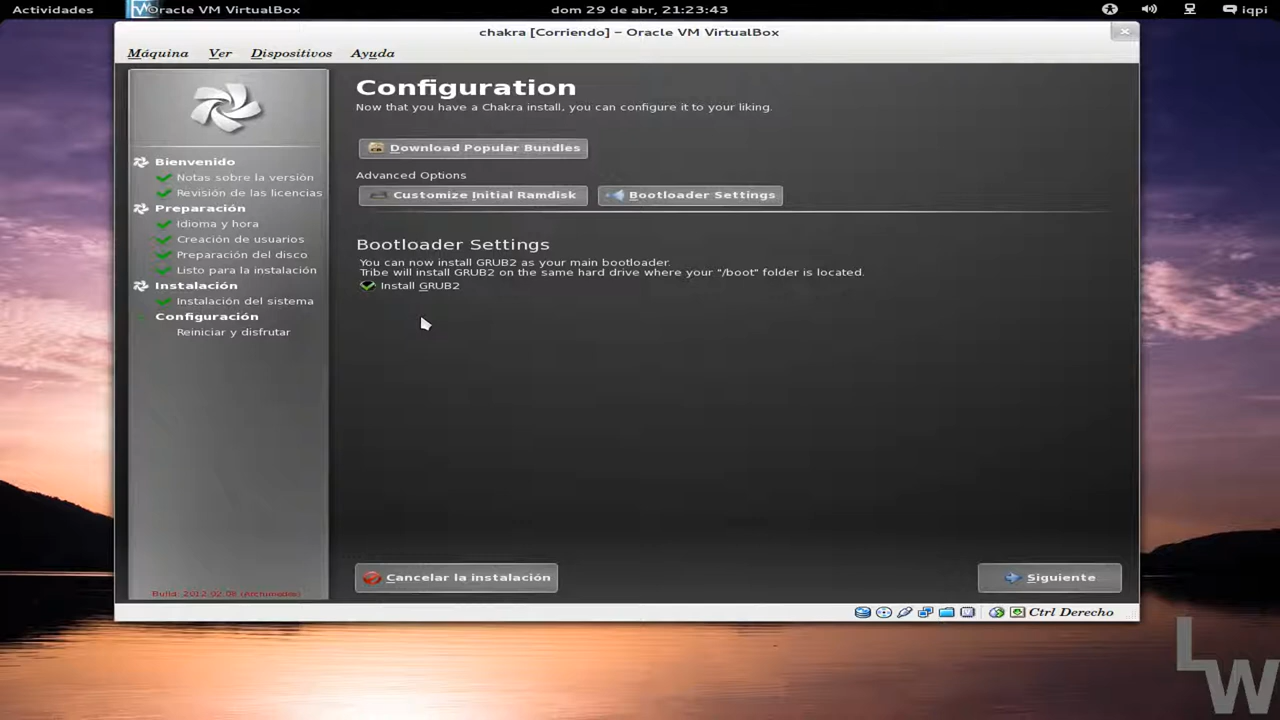 Actividades
Oracle VM VirtualBox
dom 29 de abr, 21:23:43
iqpi
chakra [Corriendo] – Oracle VM VirtualBox
Máquina Ver Dispositivos Ayuda
Bienvenido
Notas sobre la versión
Revisión de las licencias
Preparación
Idioma y hora
Creación de usuarios
Preparación del disco
Listo para la instalación
Instalación
Instalación del sistema
Configuración
Reiniciar y disfrutar
Build: 2012.02.08 (Archimedes)
Configuration
Now that you have a Chakra install, you can configure it to your liking.
Download Popular Bundles
Advanced Options
Customize Initial Ramdisk
Bootloader Settings
Bootloader Settings
You can now install GRUB2 as your main bootloader.
Tribe will install GRUB2 on the same hard drive where your "/boot" folder is located.
Install GRUB2
Cancelar la instalación
Siguiente
Ctrl Derecho
LW